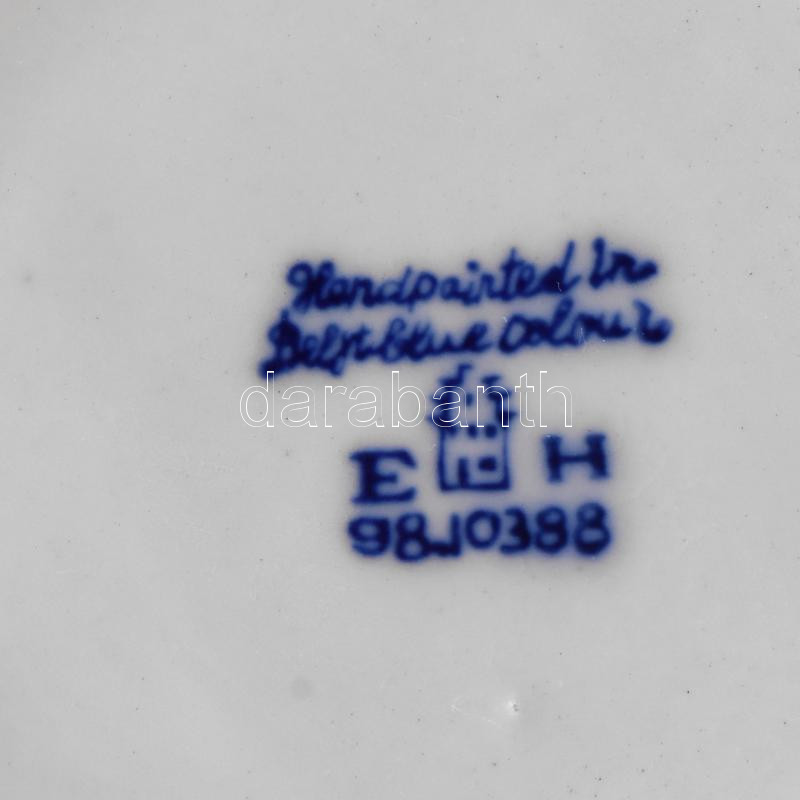 Handpainted in
Delft blue colour
darabanth
E H
98J0388